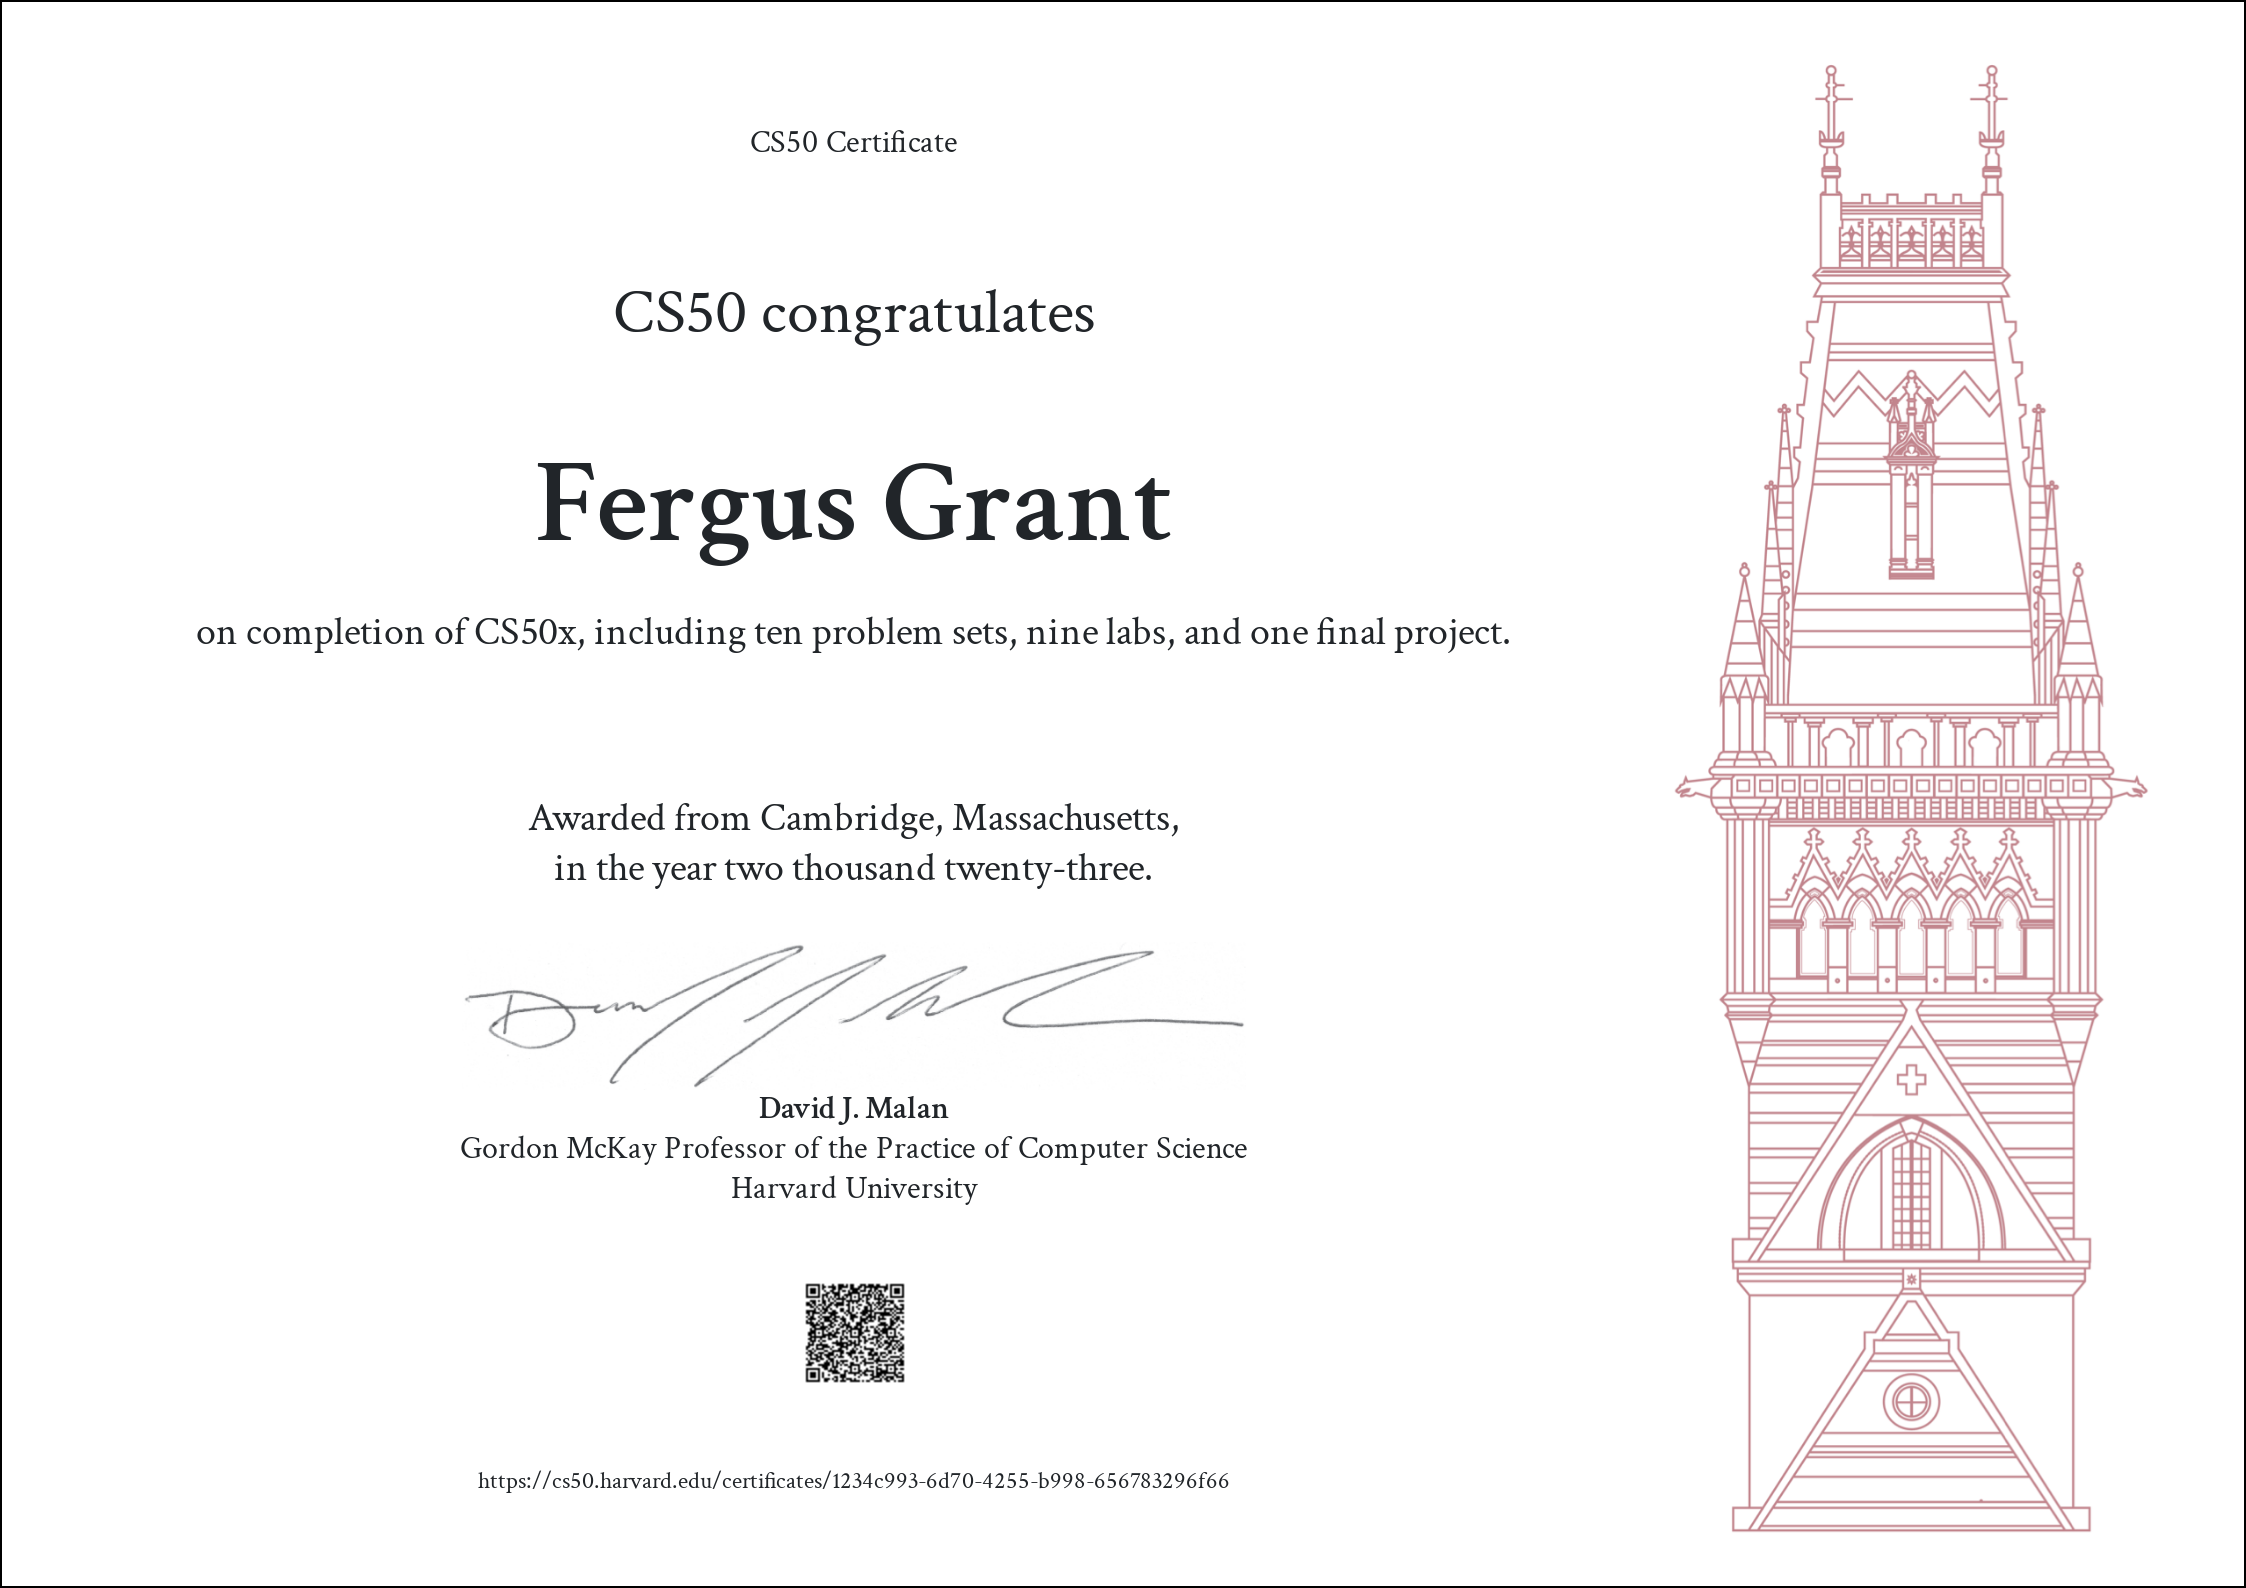 CS50 Certificate
CS50 congratulates
Fergus Grant
on completion of CS50x, including ten problem sets, nine labs, and one final project.
Awarded from Cambridge, Massachusetts,
in the year two thousand twenty-three.
David J. Malan
Gordon McKay Professor of the Practice of Computer Science
Harvard University
https://cs50.harvard.edu/certificates/1234c993-6d70-4255-b998-656783296f66